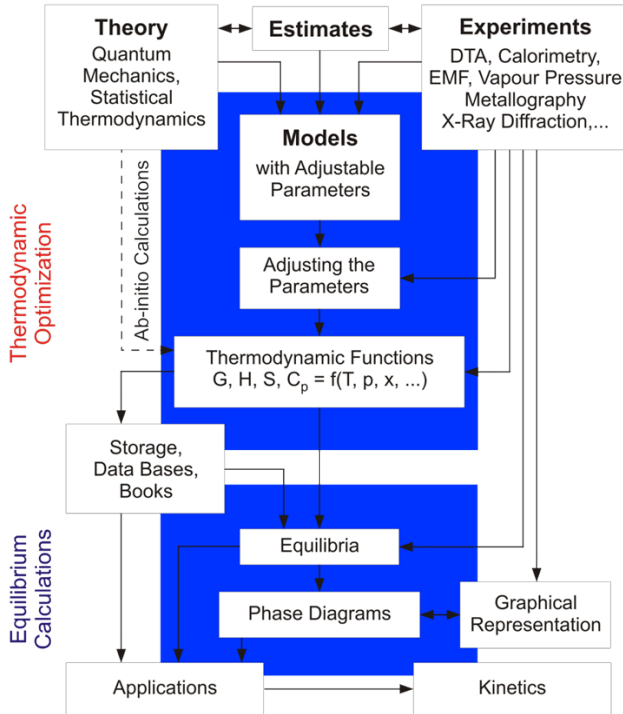 Theory
Quantum
Mechanics,
Statistical
Thermodynamics
Estimates
Experiments
DTA, Calorimetry,
EMF, Vapour Pressure
Metallography
X-Ray Diffraction,...
Models
with Adjustable
Parameters
Ab-initio Calculations
Thermodynamic
Optimization
Adjusting the
Parameters
Thermodynamic Functions
G, H, S, Cp = f(T, p, x, ...)
Storage,
Data Bases,
Books
Equilibrium
Calculations
Equilibria
Phase Diagrams
Graphical
Representation
Applications
Kinetics